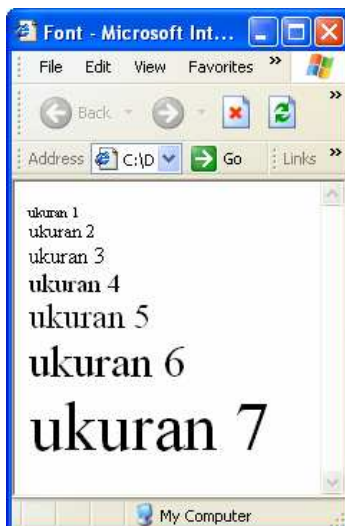 Font - Microsoft Int...
File Edit View Favorites »
Back »
Address C:\D Go Links »
ukuran 1
ukuran 2
ukuran 3
ukuran 4
ukuran 5
ukuran 6
ukuran 7
My Computer